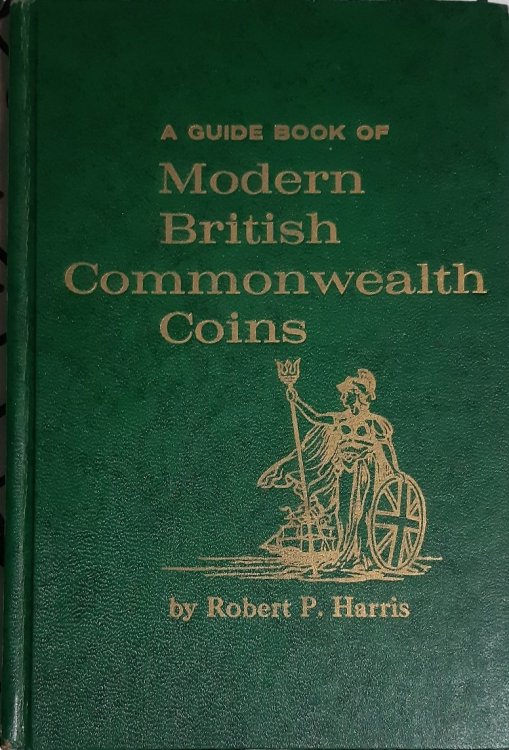 A GUIDE BOOK OF
Modern
British
Commonwealth
Coins
by Robert P. Harris